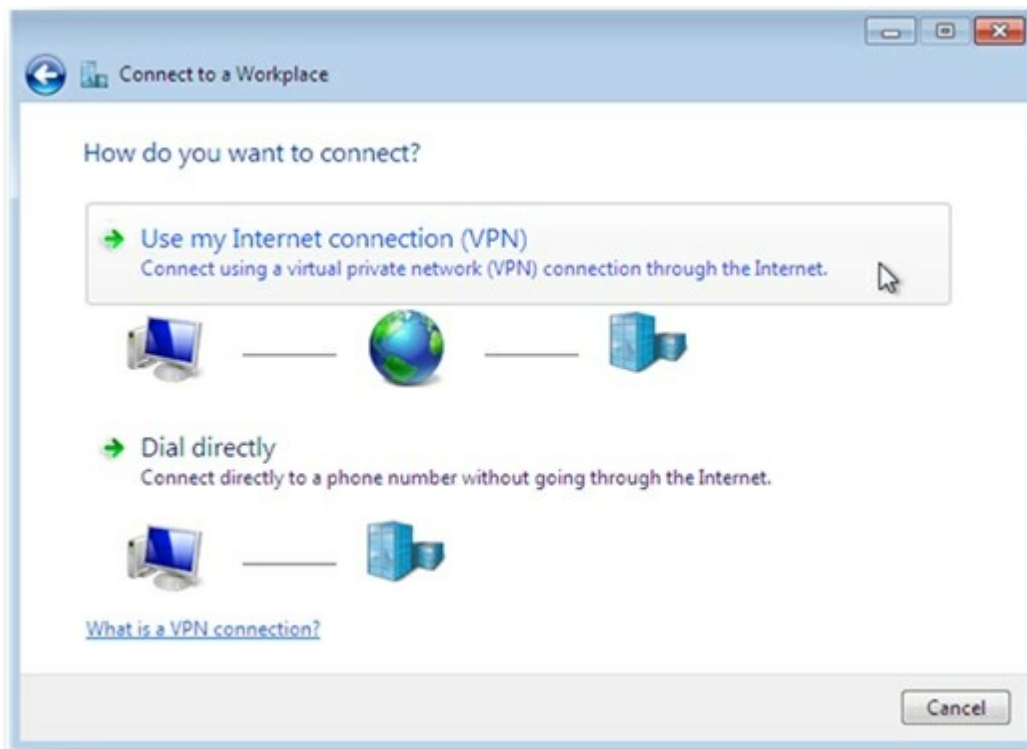 Connect to a Workplace
How do you want to connect?
Use my Internet connection (VPN)
Connect using a virtual private network (VPN) connection through the Internet.
Dial directly
Connect directly to a phone number without going through the Internet.
What is a VPN connection?
Cancel